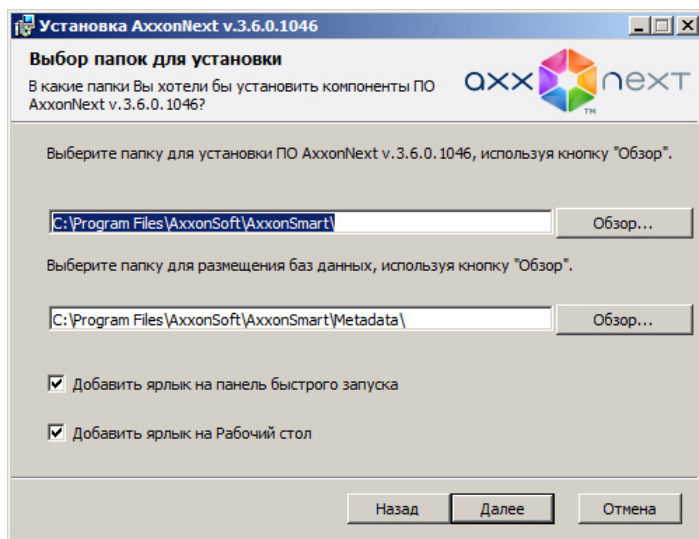 Установка AxxonNext v.3.6.0.1046
Выбор папок для установки
В какие папки Вы хотели бы установить компоненты ПО
AxxonNext v.3.6.0.1046?
axxonext
TM
Выберите папку для установки ПО AxxonNext v.3.6.0.1046, используя кнопку "Обзор".
C:\Program Files\AxxonSoft\AxxonSmart\
Обзор...
Выберите папку для размещения баз данных, используя кнопку "Обзор".
C:\Program Files\AxxonSoft\AxxonSmart\Metadata\
Обзор...
Добавить ярлык на панель быстрого запуска
Добавить ярлык на Рабочий стол
Назад
Далее
Отмена